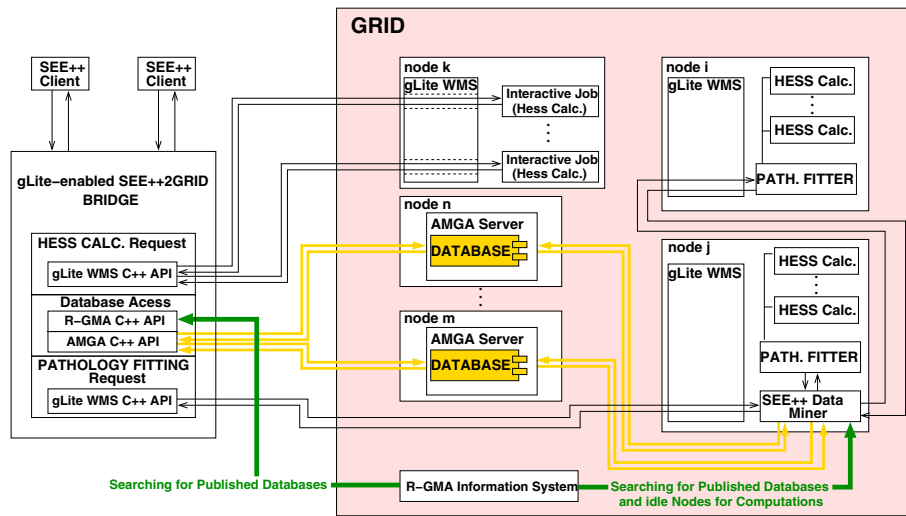 GRID
SEE++
Client
SEE++
Client
gLite-enabled SEE++2GRID
BRIDGE
HESS CALC. Request
gLite WMS C++ API
Database Acess
R-GMA C++ API
AMGA C++ API
PATHOLOGY FITTING
Request
gLite WMS C++ API
node k
gLite WMS
Interactive Job
(Hess Calc.)
Interactive Job
(Hess Calc.)
node n
AMGA Server
DATABASE
node m
AMGA Server
DATABASE
node i
gLite WMS
HESS Calc.
HESS Calc.
PATH. FITTER
node j
gLite WMS
HESS Calc.
HESS Calc.
PATH. FITTER
SEE++ Data
Miner
Searching for Published Databases
R-GMA Information System
Searching for Published Databases
and idle Nodes for Computations